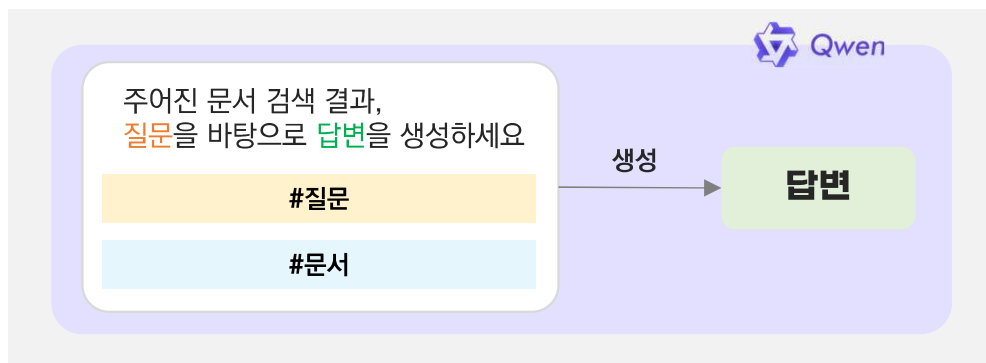 Qwen
주어진 문서 검색 결과,
질문을 바탕으로 답변을 생성하세요
#질문
#문서
생성
답변